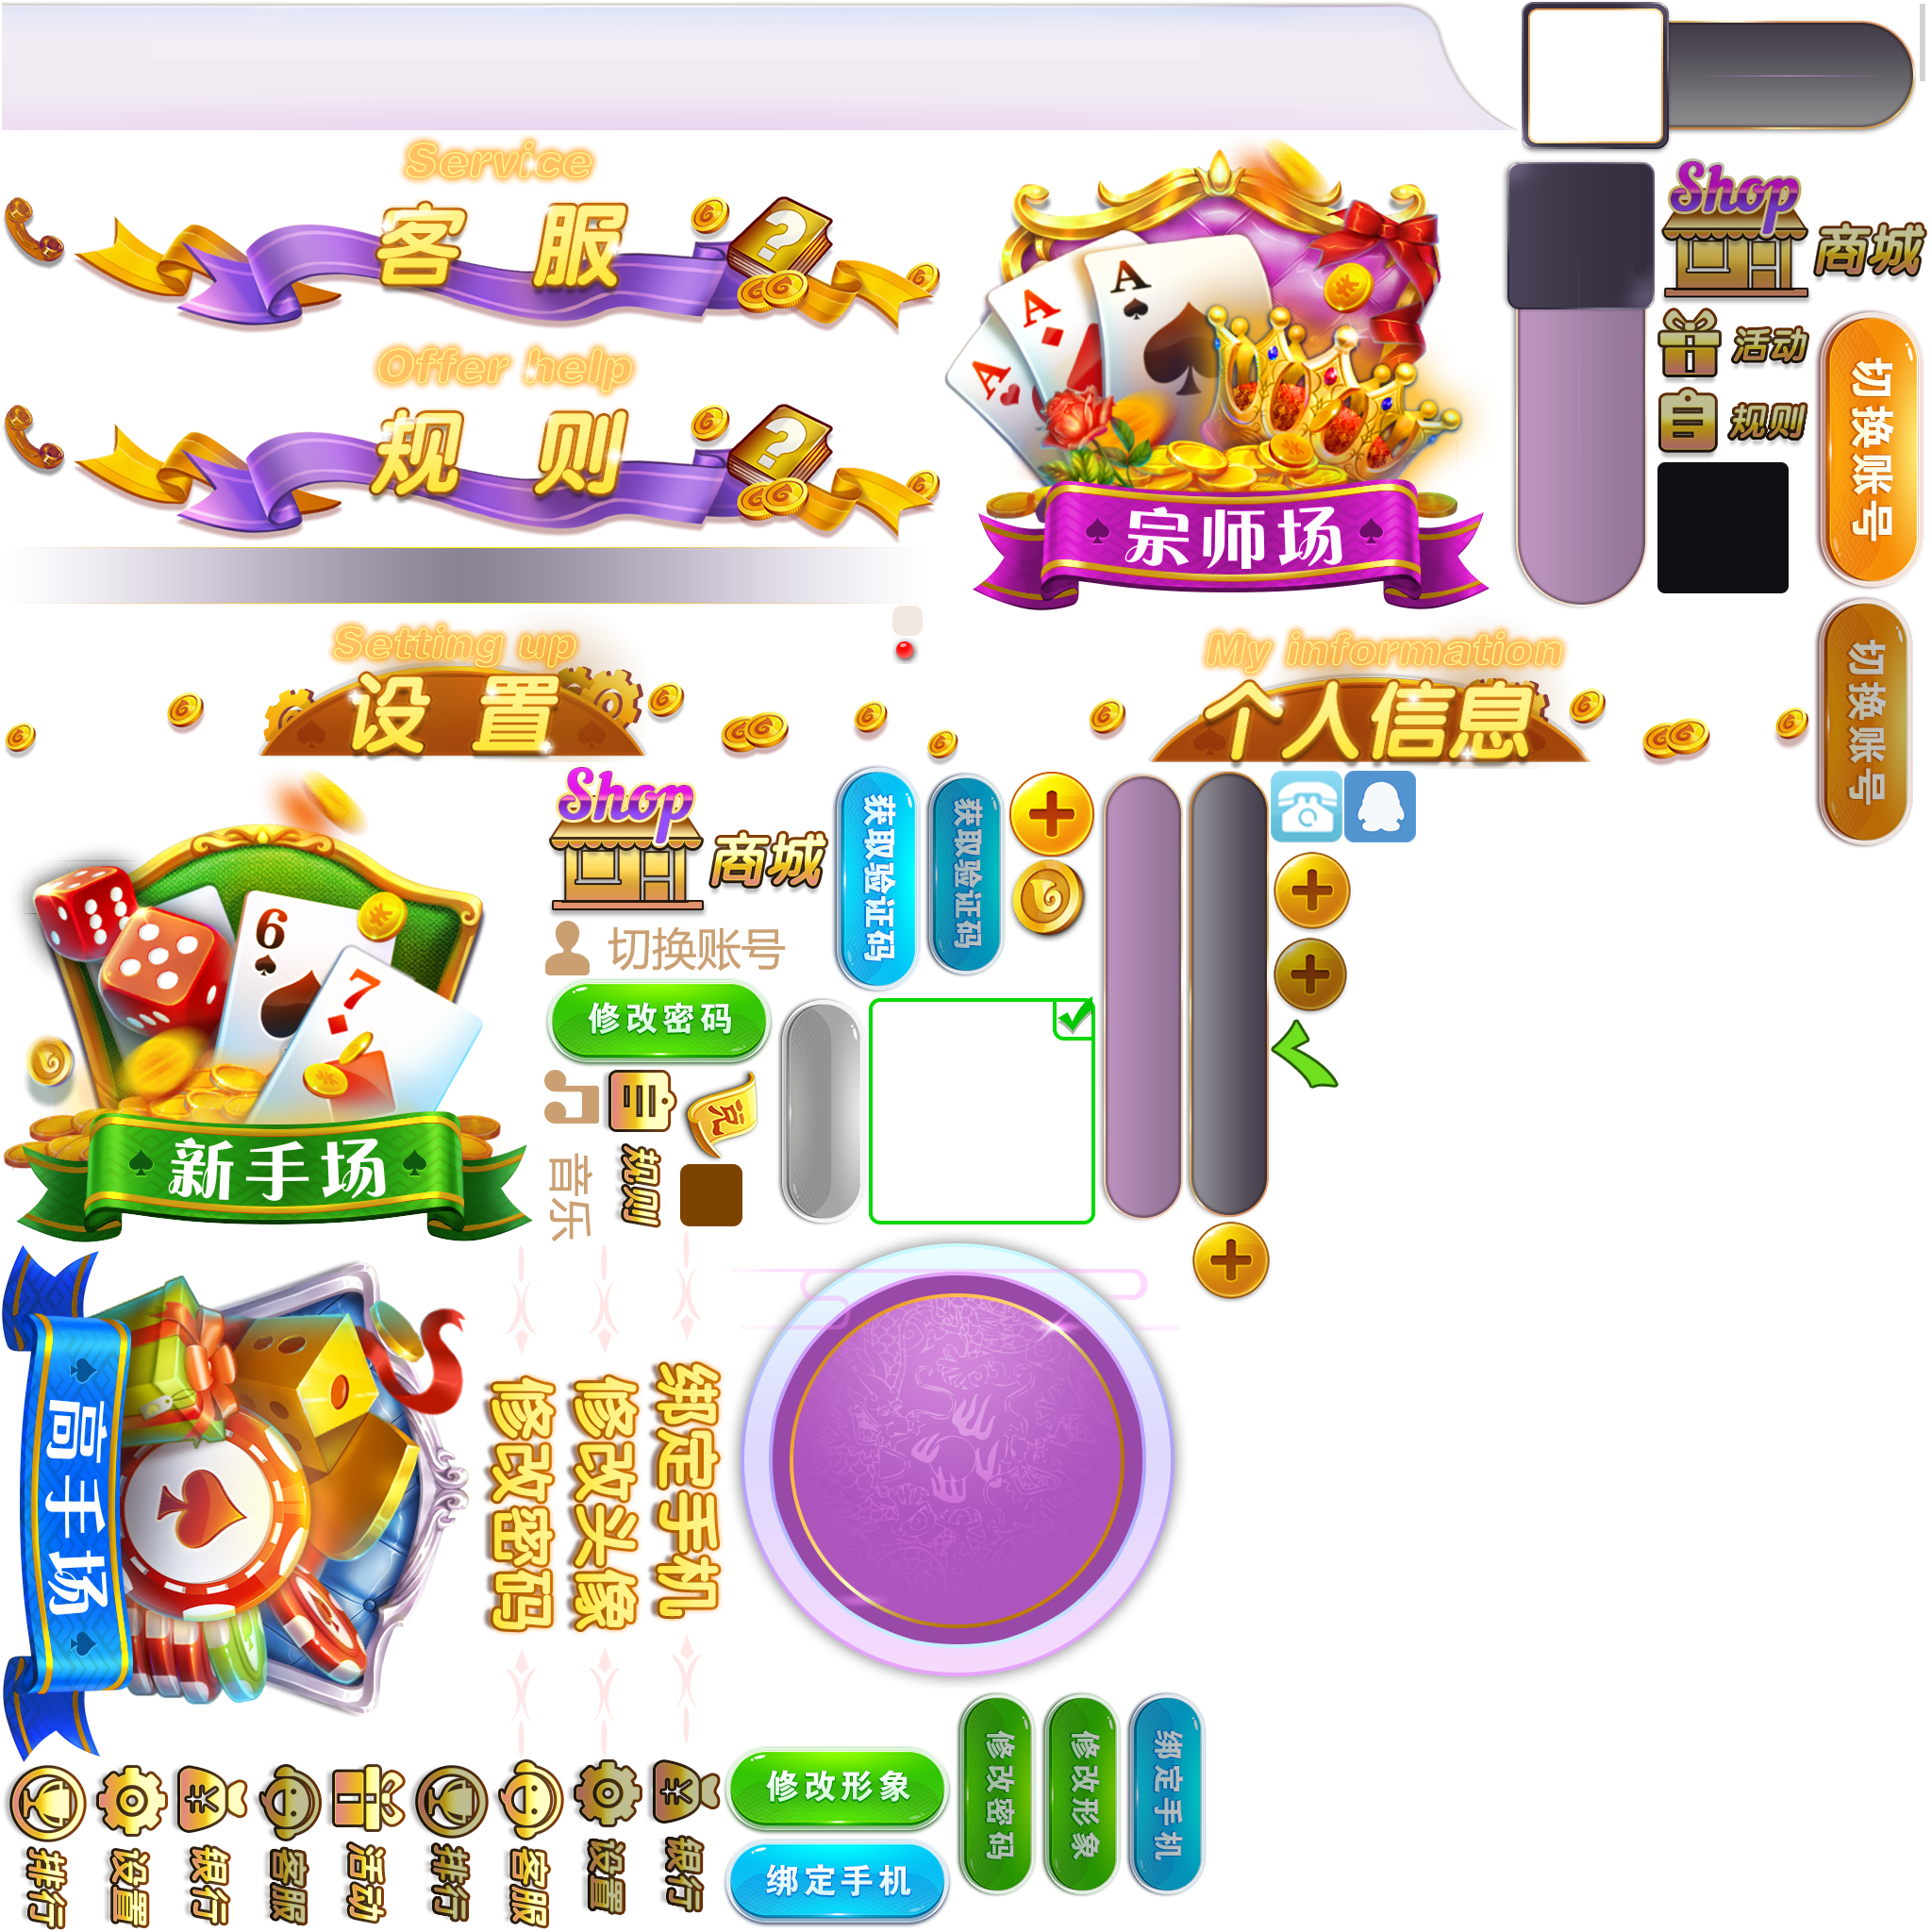 Service
客 服
Offer help
规 则
A
A
A
宗师场
Shop
商城
活动
规则
切换账号
切换账号
Setting up
设 置
My information
个人信息
6
7
新手场
Shop
商城
切换账号
修改密码
兑
音乐
规则
获取验证码
获取验证码
高手场
修改密码
修改头像
绑定手机
排行
设置
银行
客服
活动
排行
客服
设置
银行
修改形象
绑定手机
修改密码
修改形象
绑定手机